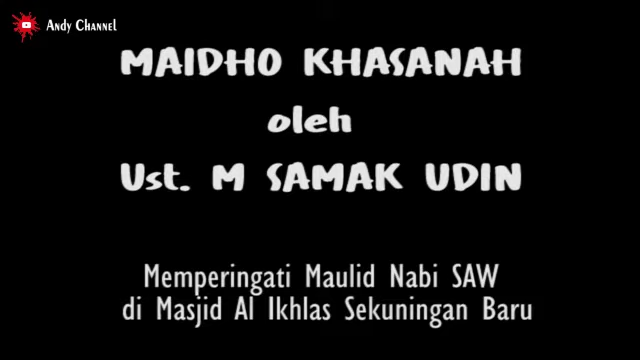 Andy Channel
MAIDHO KHASANAH
oleh
Ust. M SAMAK UDIN
Memperingati Maulid Nabi SAW
di Masjid Al Ikhlas Sekuningan Baru